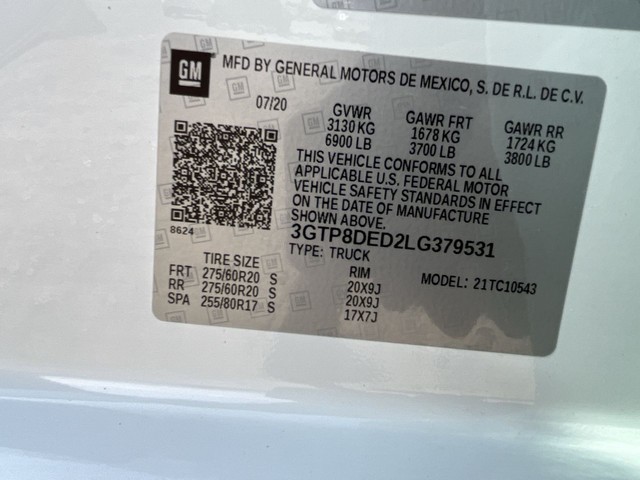 GM
MFD BY GENERAL MOTORS DE MEXICO, S. DE R.L. DE C.V.
07/20
GVWR GAWR FRT GAWR RR
3130 KG 1678 KG 1724 KG
6900 LB 3700 LB 3800 LB
THIS VEHICLE CONFORMS TO ALL
APPLICABLE U.S. FEDERAL MOTOR
VEHICLE SAFETY STANDARDS IN EFFECT
ON THE DATE OF MANUFACTURE
SHOWN ABOVE.
8624
3GTP8DED2LG379531
TYPE: TRUCK
TIRE SIZE RIM MODEL: 21TC10543
FRT 275/60R20 S 20X9J
RR 275/60R20 S 20X9J
SPA 255/80R17 S 17X7J